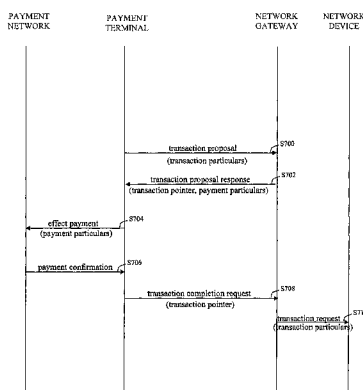 PAYMENT NETWORK
PAYMENT TERMINAL
NETWORK GATEWAY
NETWORK DEVICE
S700
transaction proposal
(transaction particulars)
S702
transaction proposal response
(transaction pointer, payment particulars)
S704
effect payment
(payment particulars)
S706
payment confirmation
S708
transaction completion request
(transaction pointer)
transaction request
(transaction particulars)